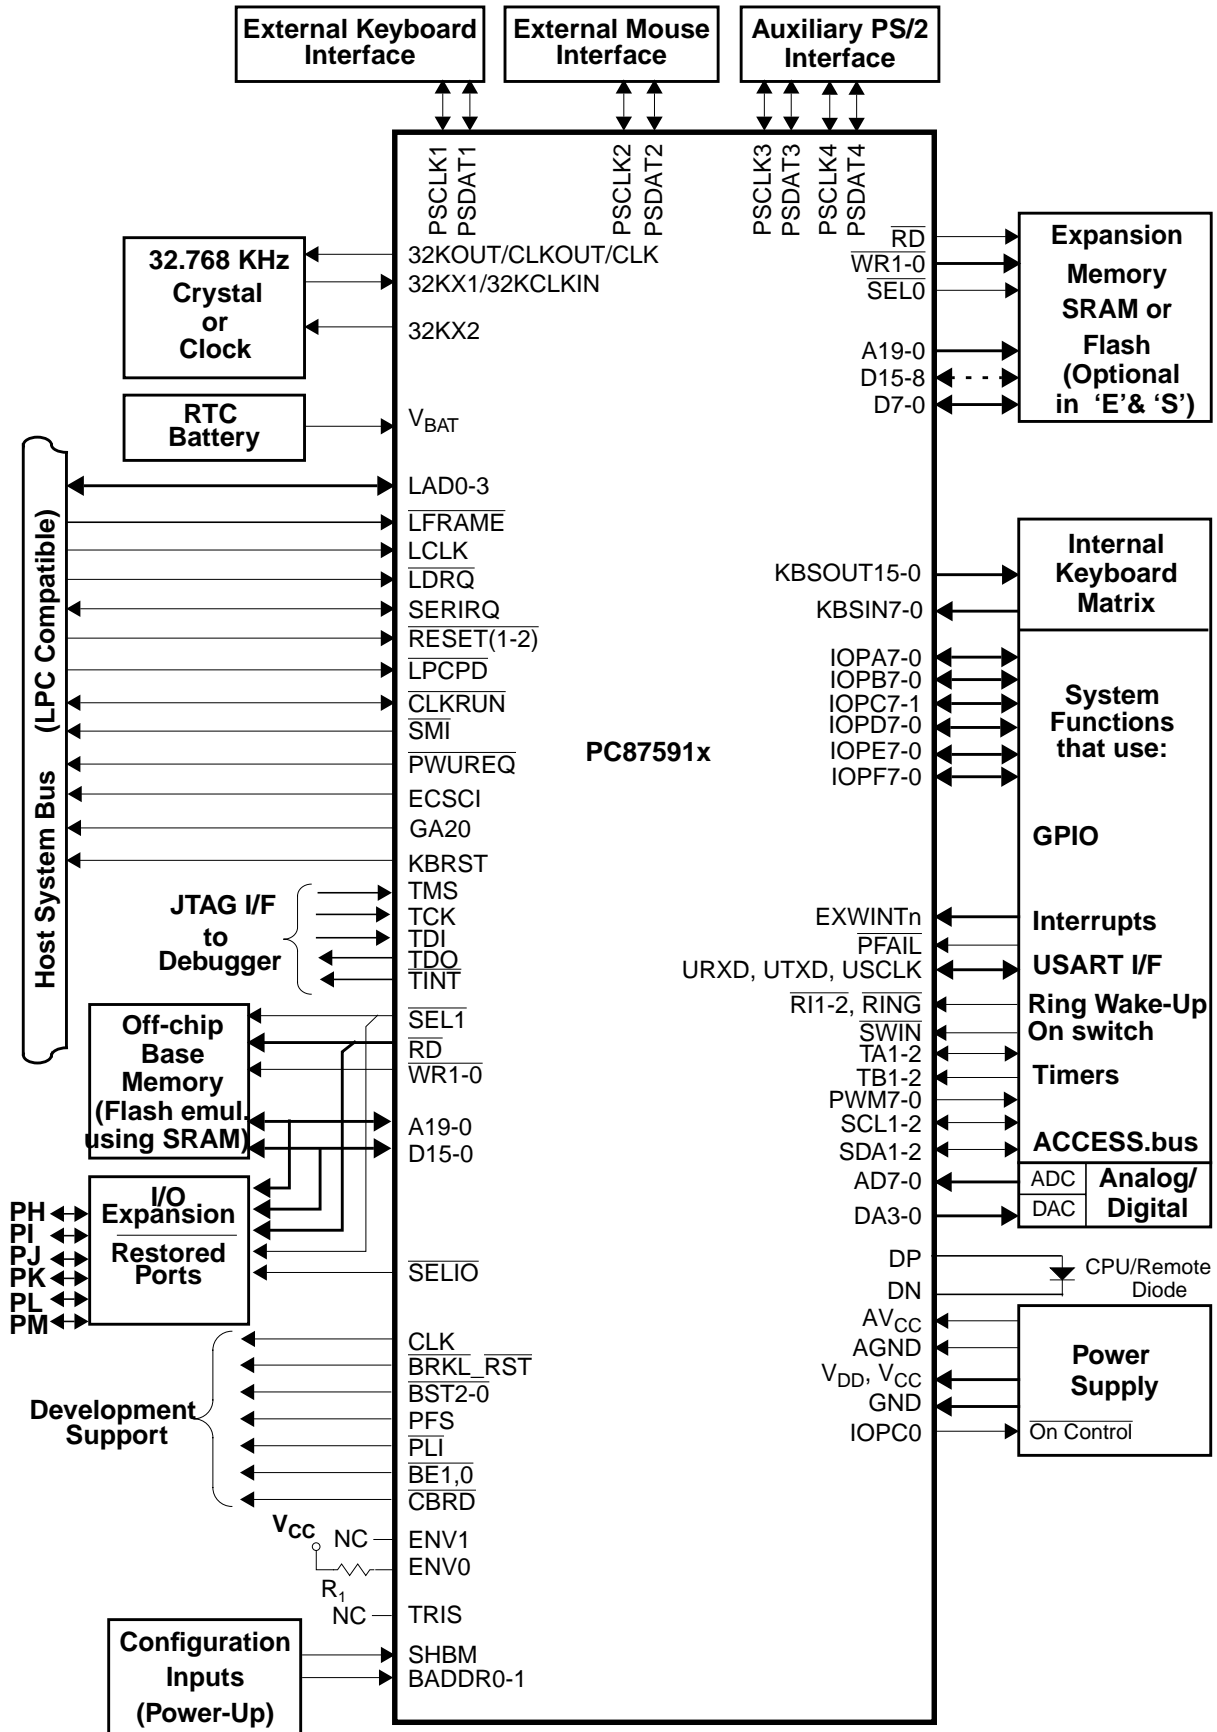 External Keyboard
Interface
External Mouse
Interface
Auxiliary PS/2
Interface
PSCLK1
PSDAT1
PSCLK2
PSDAT2
PSCLK3
PSDAT3
PSCLK4
PSDAT4
32.768 KHz
Crystal
or
Clock
32KOUT/CLKOUT/CLK
32KX1/32KCLKIN
32KX2
RTC
Battery
VBAT
Host System Bus (LPC Compatible)
LAD0-3
LFRAME
LCLK
LDRQ
SERIRQ
RESET(1-2)
LPCPD
CLKRUN
SMI
PWUREQ
ECSCI
GA20
KBRST
JTAG I/F
to
Debugger
TMS
TCK
TDI
TDO
TINT
Off-chip
Base
Memory
(Flash emul.
using SRAM)
SEL1
RD
WR1-0
A19-0
D15-0
I/O
Expansion
Restored
Ports
PH
PI
PJ
PK
PL
PM
SELIO
Development
Support
CLK
BRKL_RST
BST2-0
PFS
PLI
BE1,0
CBRD
VCC
NC
ENV1
ENV0
R1
NC
TRIS
Configuration
Inputs
(Power-Up)
SHBM
BADDR0-1
PC87591x
RD
WR1-0
SEL0
A19-0
D15-8
D7-0
Expansion
Memory
SRAM or
Flash
(Optional
in ‘E’& ‘S’)
KBSOUT15-0
KBSIN7-0
Internal
Keyboard
Matrix
IOPA7-0
IOPB7-0
IOPC7-1
IOPD7-0
IOPE7-0
IOPF7-0
System
Functions
that use:
GPIO
EXWINTn
Interrupts
PFAIL
URXD, UTXD, USCLK
USART I/F
RI1-2, RING
Ring Wake-Up
SWIN
On switch
TA1-2
TB1-2
Timers
PWM7-0
SCL1-2
SDA1-2
ACCESS.bus
AD7-0
ADC
DA3-0
DAC
Analog/
Digital
DP
DN
CPU/Remote
Diode
AVCC
AGND
VDD, VCC
GND
IOPC0
Power
Supply
On Control